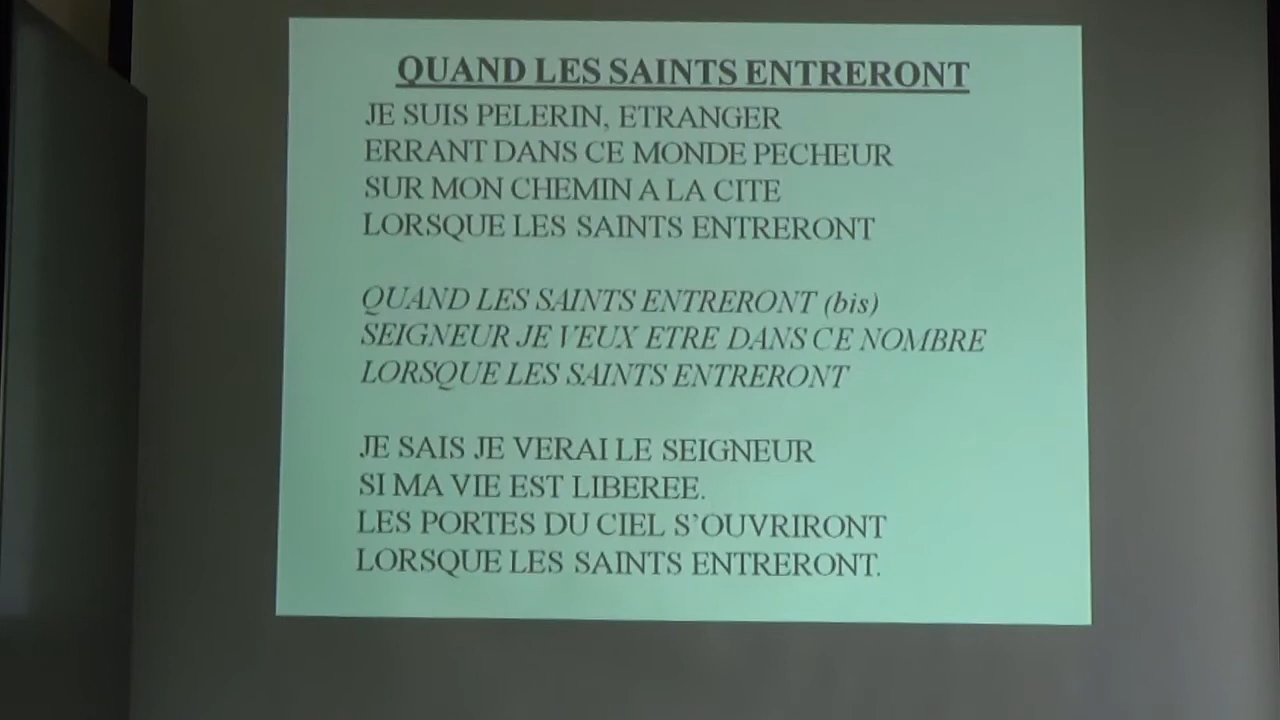 QUAND LES SAINTS ENTRERONT
JE SUIS PELERIN, ETRANGER
ERRANT DANS CE MONDE PECHEUR
SUR MON CHEMIN A LA CITE
LORSQUE LES SAINTS ENTRERONT
QUAND LES SAINTS ENTRERONT (bis)
SEIGNEUR JE VEUX ETRE DANS CE NOMBRE
LORSQUE LES SAINTS ENTRERONT
JE SAIS JE VERAI LE SEIGNEUR
SI MA VIE EST LIBEREE.
LES PORTES DU CIEL S'OUVRIRONT
LORSQUE LES SAINTS ENTRERONT.